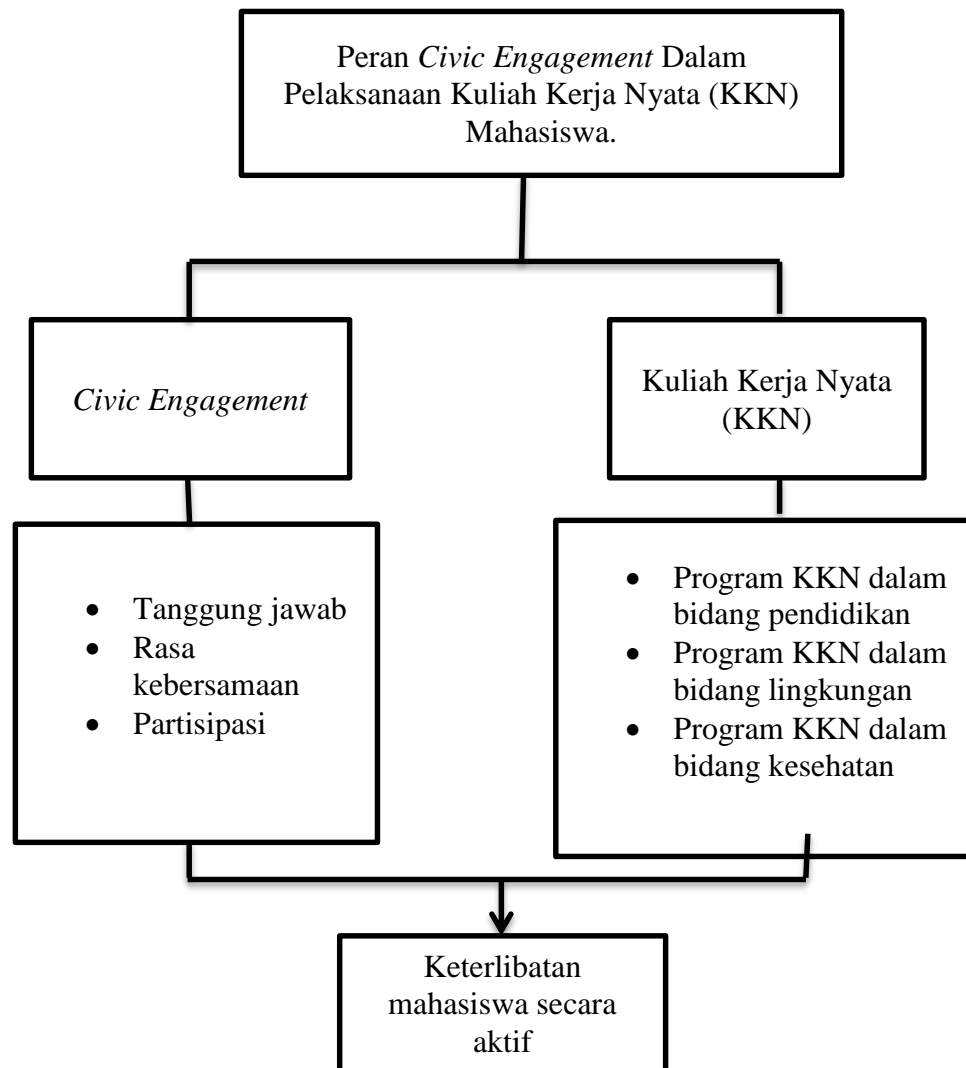 Peran Civic Engagement Dalam
Pelaksanaan Kuliah Kerja Nyata (KKN)
Mahasiswa.
Civic Engagement
Kuliah Kerja Nyata
(KKN)
• Tanggung jawab
• Rasa
kebersamaan
• Partisipasi
• Program KKN dalam
bidang pendidikan
• Program KKN dalam
bidang lingkungan
• Program KKN dalam
bidang kesehatan
Keterlibatan
mahasiswa secara
aktif